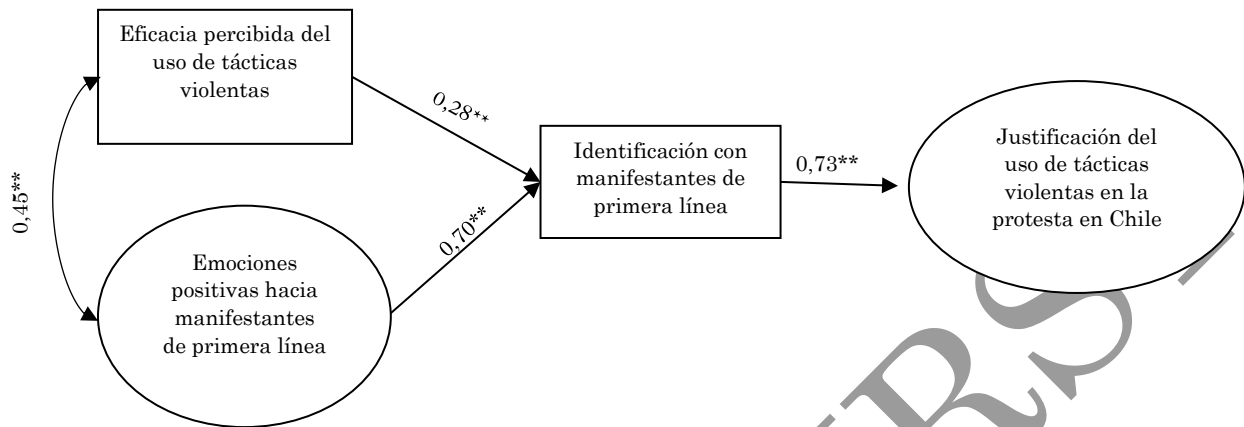 Eficacia percibida del
uso de tácticas
violentas
0,28**
0,45**
Identificación con
manifestantes de
primera línea
0,73**
Justificación del
uso de tácticas
violentas en la
protesta en Chile
0,70**
Emociones
positivas hacia
manifestantes
de primera línea
RS